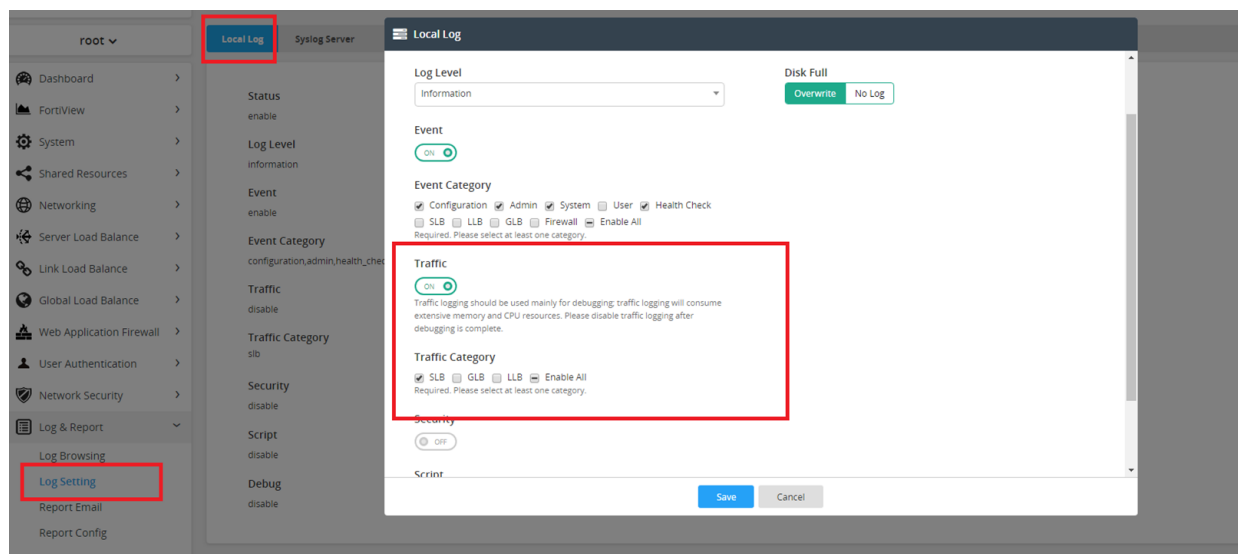 root
Dashboard
FortiView
System
Shared Resources
Networking
Server Load Balance
Link Load Balance
Global Load Balance
Web Application Firewall
User Authentication
Network Security
Log & Report
Log Browsing
Log Setting
Report Email
Report Config
Local Log
Syslog Server
Status
enable
Log Level
information
Event
enable
Event Category
configuration,admin,health_chec
Traffic
disable
Traffic Category
slb
Security
disable
Script
disable
Debug
disable
Local Log
Log Level
Information
Disk Full
Overwrite No Log
Event
ON
Event Category
Configuration Admin System User Health Check
SLB LLB GLB Firewall Enable All
Required. Please select at least one category.
Traffic
ON
Traffic logging should be used mainly for debugging; traffic logging will consume
extensive memory and CPU resources. Please disable traffic logging after
debugging is complete.
Traffic Category
SLB GLB LLB Enable All
Required. Please select at least one category.
Security
OFF
Script
Save Cancel